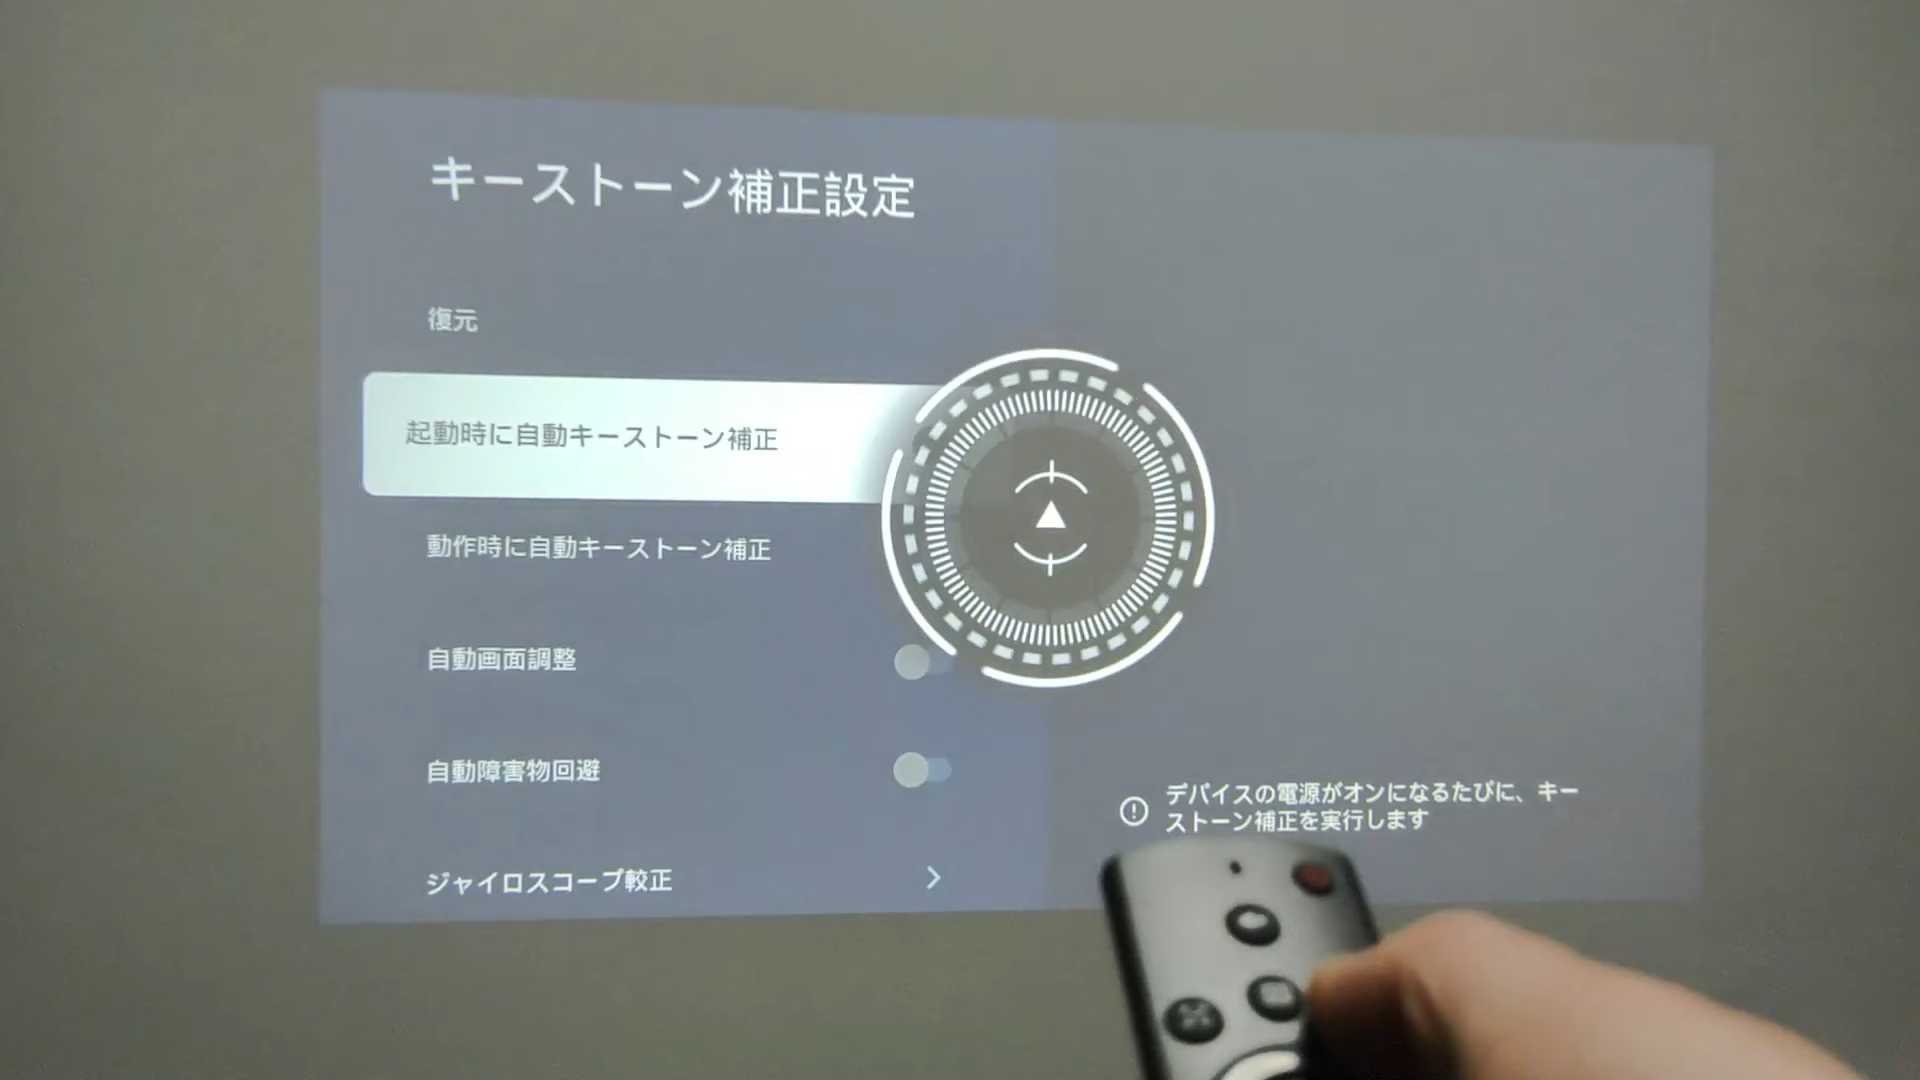 キーストーン補正設定
復元
起動時に自動キーストーン補正
動作時に自動キーストーン補正
自動画面調整
自動障害物回避
ジャイロスコープ較正
デバイスの電源がオンになるたびに、キー
ストーン補正を実行します